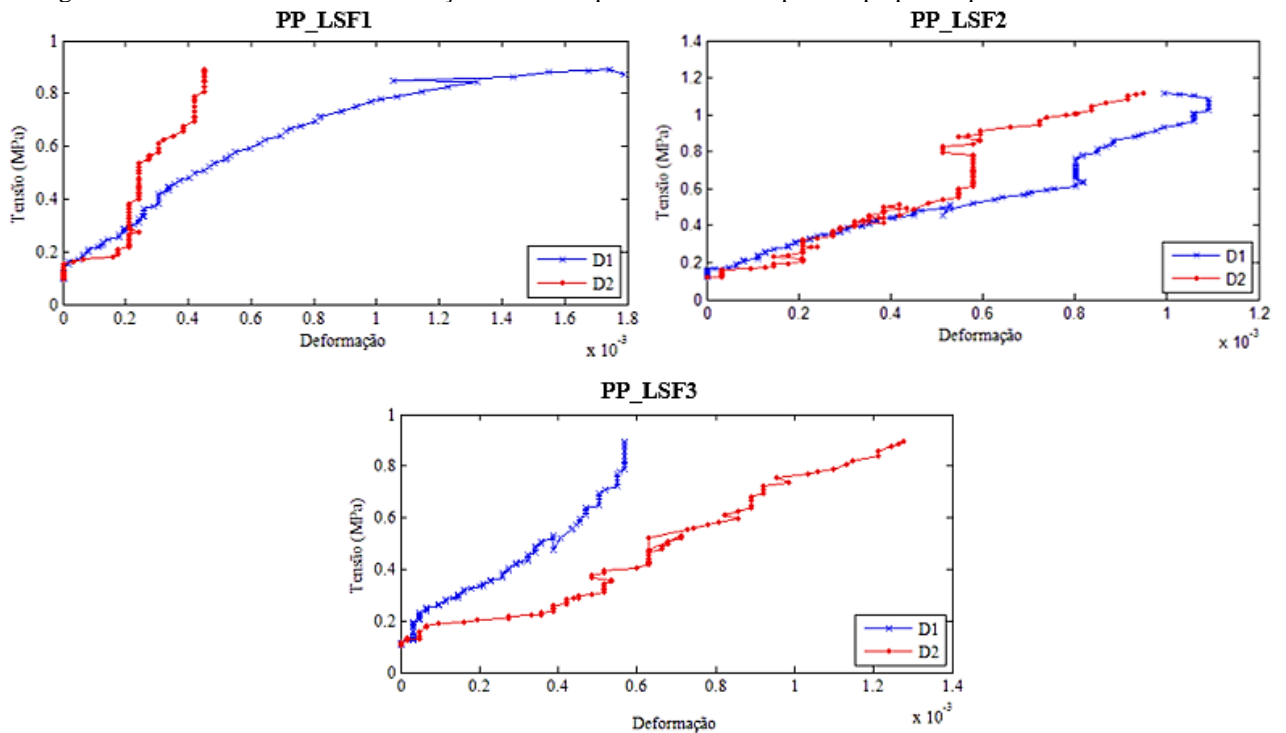 PP_LSF1
1
0.8
0.6
0.4
0.2
0
Tensão (MPa)
D1
D2
0 0.2 0.4 0.6 0.8 1 1.2 1.4 1.6 1.8
Deformação
x 10-3
PP_LSF2
1.4
1.2
1
0.8
0.6
0.4
0.2
0
Tensão (MPa)
D1
D2
0 0.2 0.4 0.6 0.8 1 1.2
Deformação
x 10-3
PP_LSF3
1
0.8
0.6
0.4
0.2
0
Tensão (MPa)
D1
D2
0 0.2 0.4 0.6 0.8 1 1.2 1.4
Deformação
x 10-3